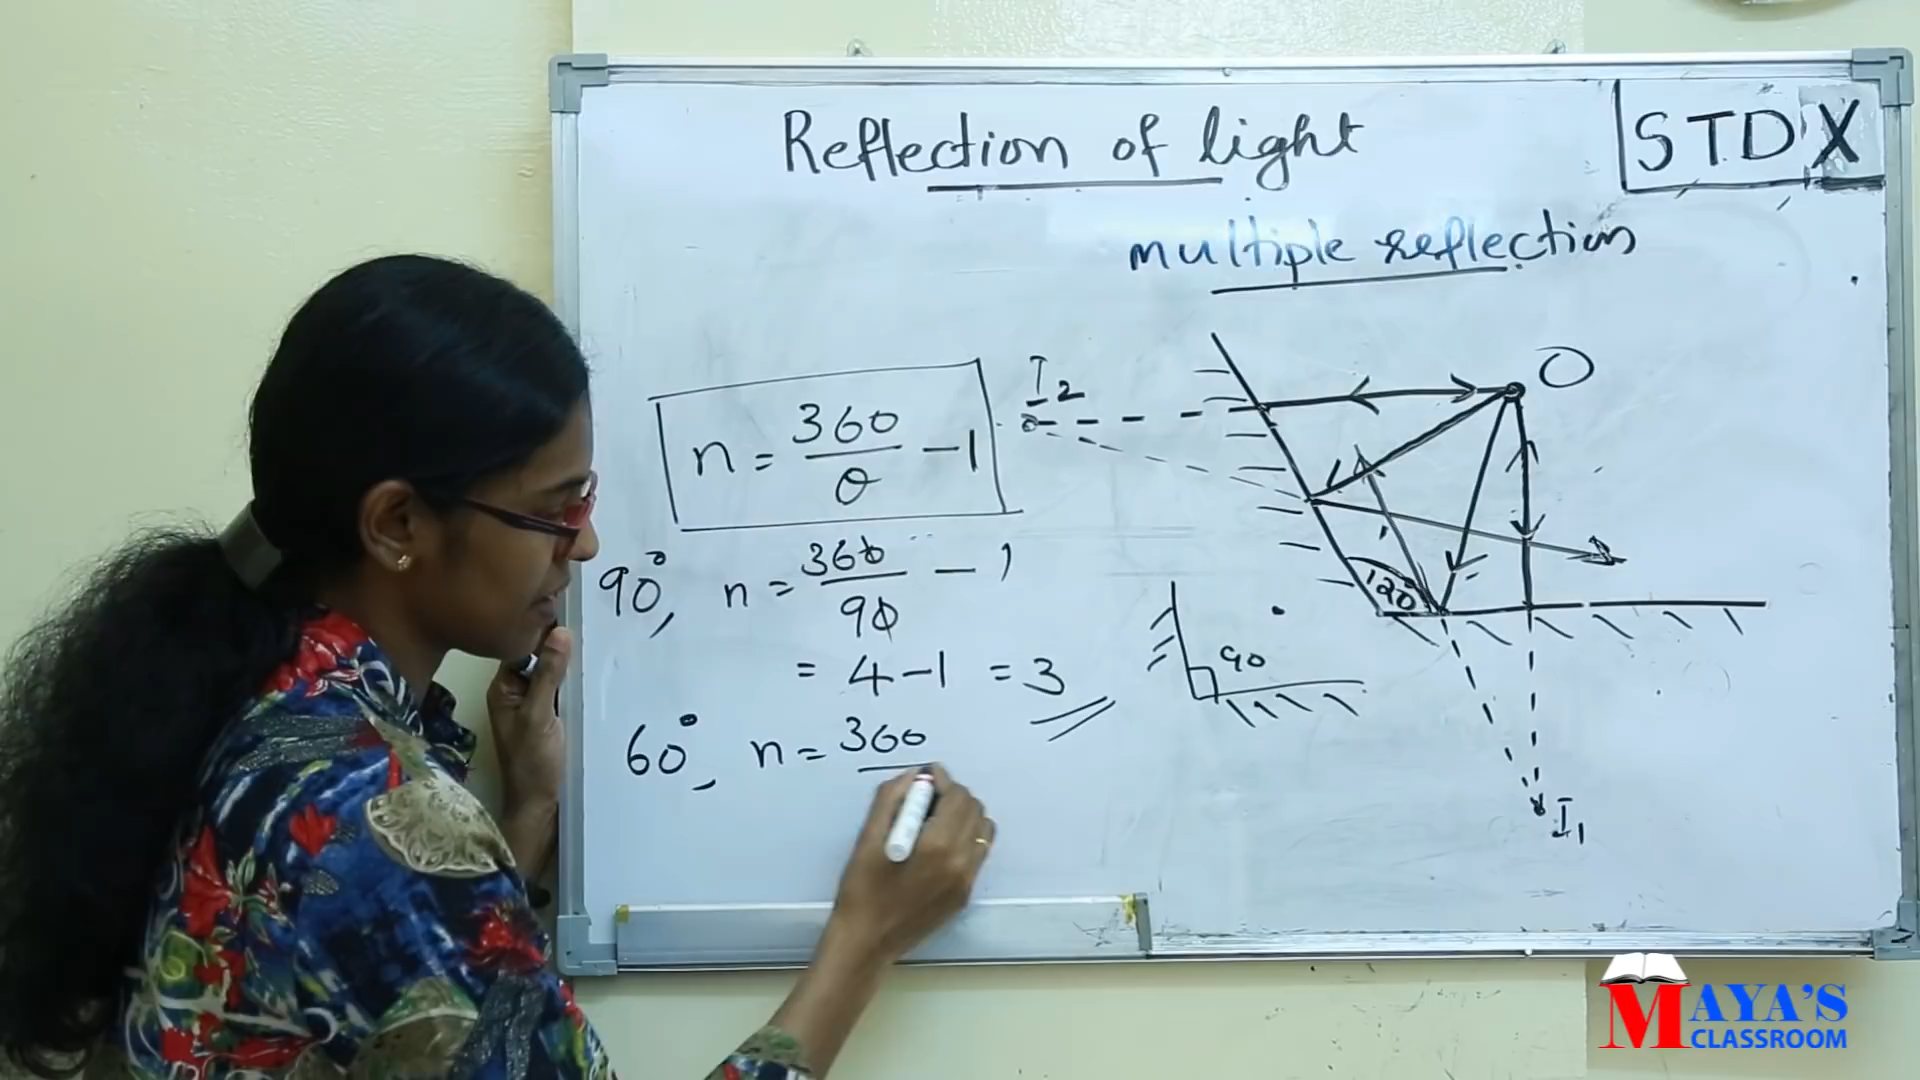 Reflection of light
STD X
multiple reflection
n = 360/θ - 1
I2
O
90°, n = 360/90 - 1
= 4 - 1 = 3
120
90
60°, n = 360
I1
MAYA'S
CLASSROOM